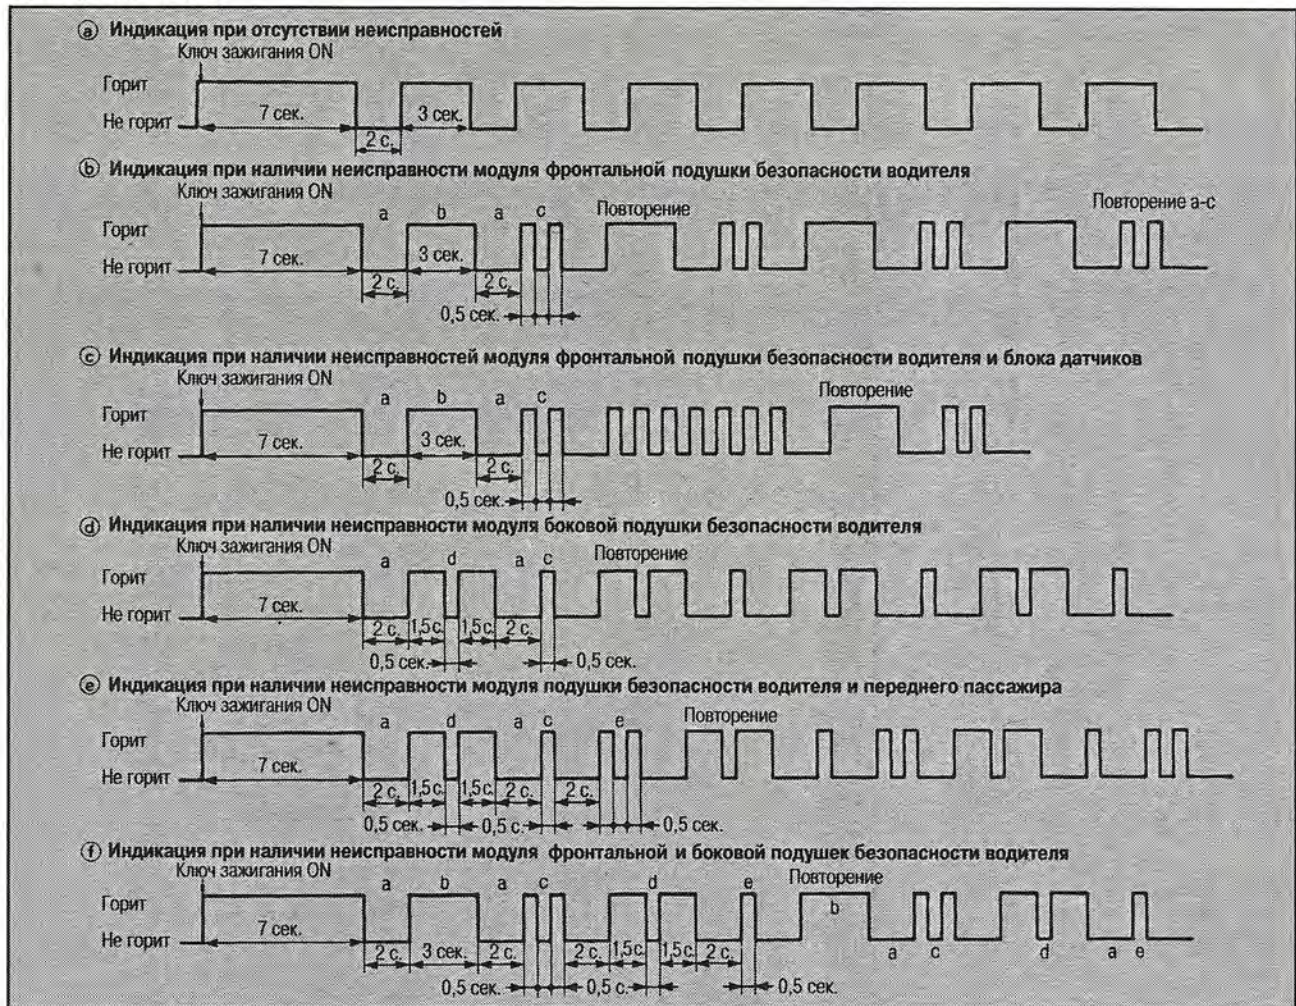 ⓐ Индикация при отсутствии неисправностей
Ключ зажигания ON
Горит
Не горит
7 сек.
3 сек.
2 с.
ⓑ Индикация при наличии неисправности модуля фронтальной подушки безопасности водителя
Ключ зажигания ON
Повторение a-c
a b a c Повторение
Горит
Не горит
7 сек.
3 сек.
2 с. 2 с.
0,5 сек.
ⓒ Индикация при наличии неисправностей модуля фронтальной подушки безопасности водителя и блока датчиков
Ключ зажигания ON
a b a c Повторение
Горит
Не горит
7 сек.
3 сек.
2 с. 2 с.
0,5 сек.
ⓓ Индикация при наличии неисправности модуля боковой подушки безопасности водителя
Ключ зажигания ON
a d a c Повторение
Горит
Не горит
7 сек.
2 с. 1,5 с. 1,5 с. 2 с.
0,5 сек. 0,5 сек.
ⓔ Индикация при наличии неисправности модуля подушки безопасности водителя и переднего пассажира
Ключ зажигания ON
a d a c e Повторение
Горит
Не горит
7 сек.
2 с. 1,5 с. 1,5 с. 2 с. 2 с.
0,5 сек. 0,5 с. 0,5 сек.
ⓕ Индикация при наличии неисправности модуля фронтальной и боковой подушек безопасности водителя
Ключ зажигания ON
a b a c d e Повторение
Горит
b
Не горит
7 сек.
2 с. 3 сек. 2 с. 2 с. 1,5 с. 1,5 с. 2 с.
a c d a e
0,5 сек. 0,5 с. 0,5 сек.